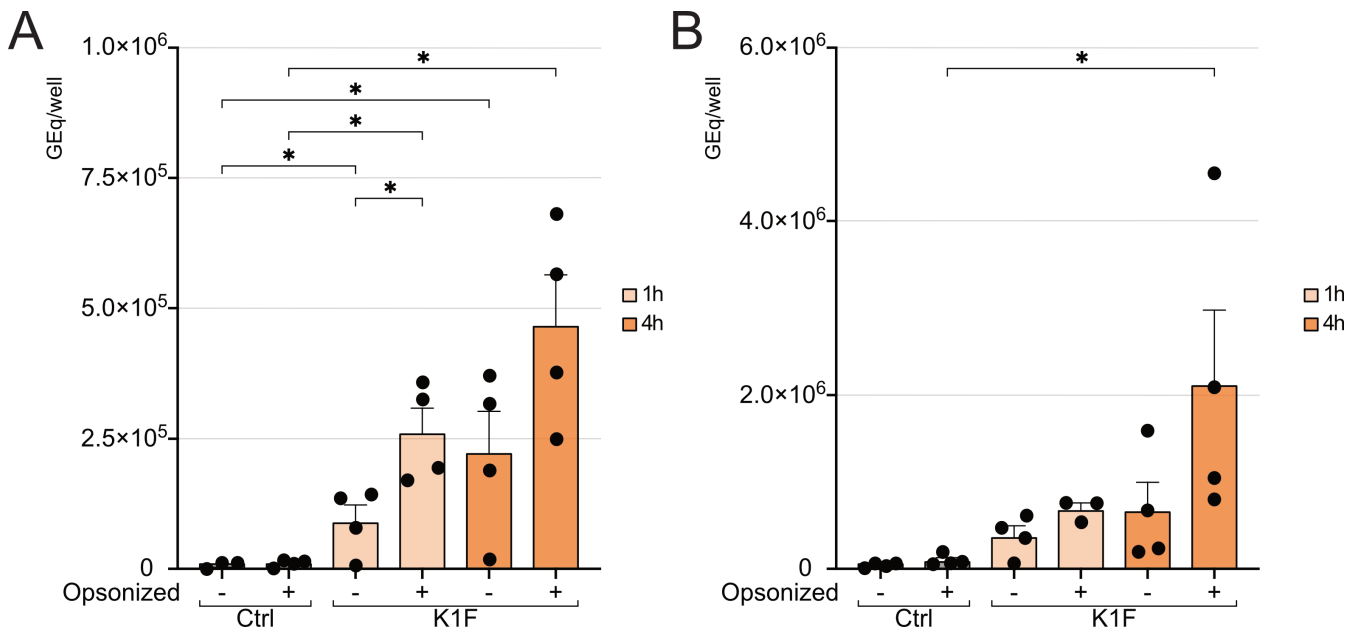 A
GEq/well
1.0×10⁶
7.5×10⁵
5.0×10⁵
2.5×10⁵
0
* * * * *
1h
4h
Opsonized - + - + - +
Ctrl K1F
B
GEq/well
6.0×10⁶
4.0×10⁶
2.0×10⁶
0
*
1h
4h
Opsonized - + - + - +
Ctrl K1F